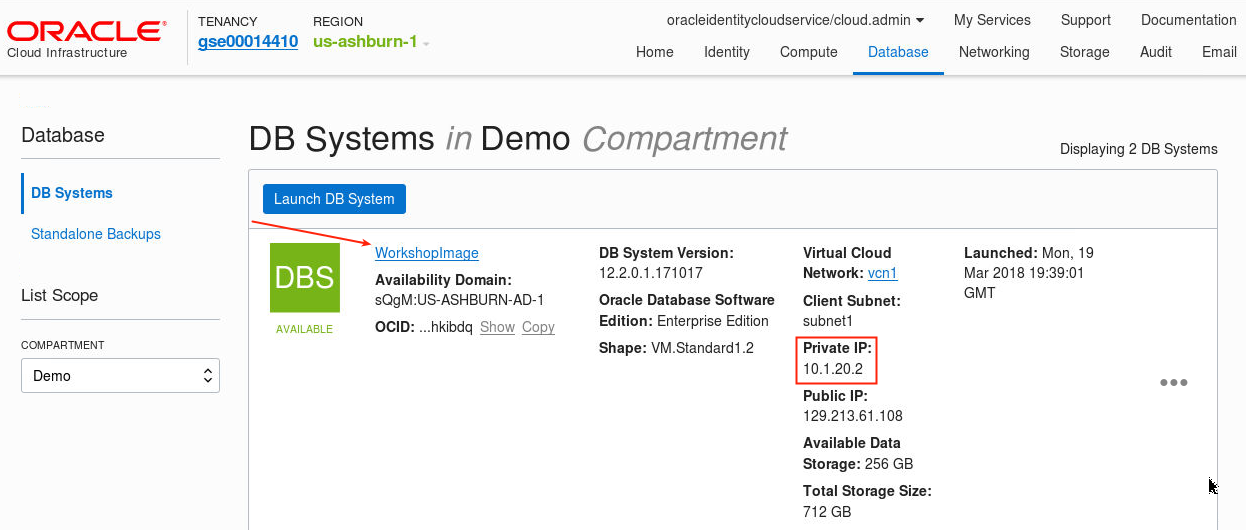 ORACLE®
Cloud Infrastructure
TENANCY
gse00014410
REGION
us-ashburn-1
oracleidentitycloudservice/cloud.admin
My Services
Support
Documentation
Home
Identity
Compute
Database
Networking
Storage
Audit
Email
Database
DB Systems
Standalone Backups
List Scope
COMPARTMENT
Demo
DB Systems in Demo Compartment
Displaying 2 DB Systems
Launch DB System
DBS
AVAILABLE
WorkshopImage
Availability Domain:
sQgM:US-ASHBURN-AD-1
OCID: ...hkibdq Show Copy
DB System Version:
12.2.0.1.171017
Oracle Database Software
Edition: Enterprise Edition
Shape: VM.Standard1.2
Virtual Cloud
Network: vcn1
Client Subnet:
subnet1
Private IP:
10.1.20.2
Public IP:
129.213.61.108
Available Data
Storage: 256 GB
Total Storage Size:
712 GB
Launched: Mon, 19
Mar 2018 19:39:01
GMT